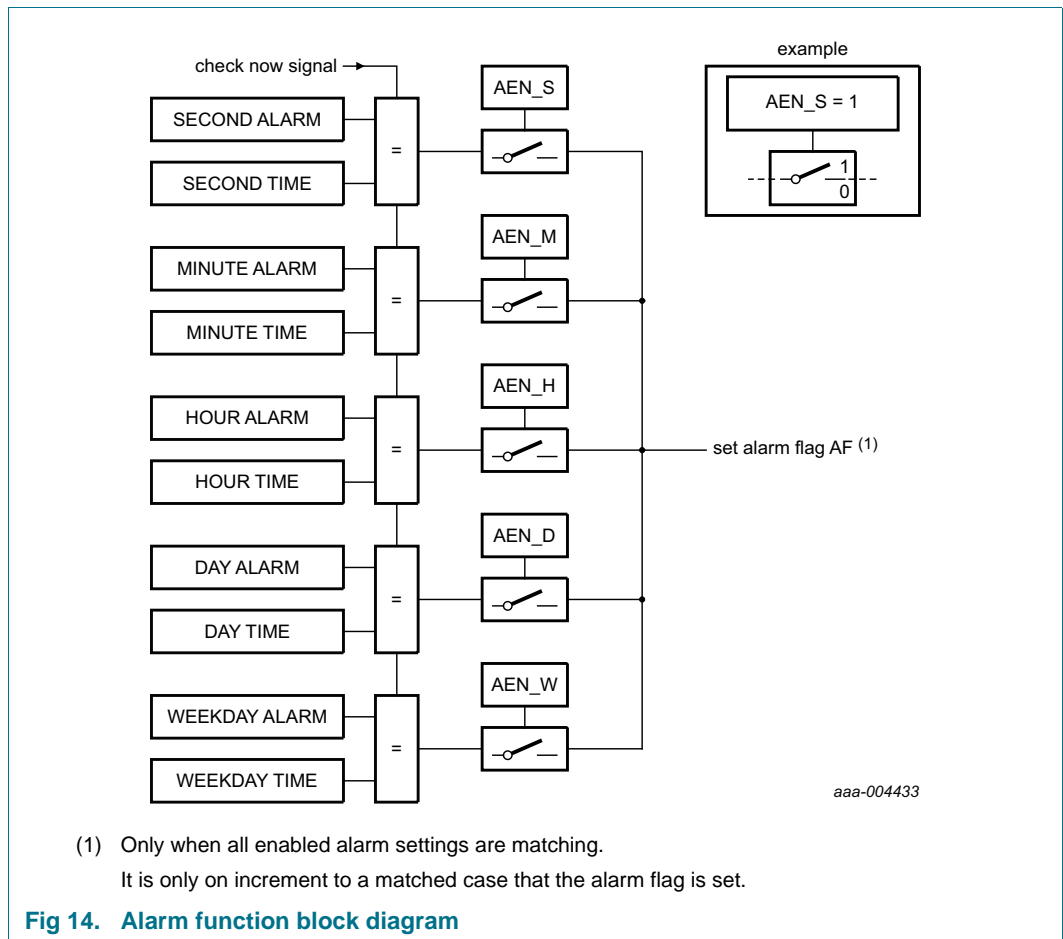 check now signal
example
SECOND ALARM
SECOND TIME
=
AEN_S
AEN_S = 1
1
0
MINUTE ALARM
MINUTE TIME
=
AEN_M
HOUR ALARM
HOUR TIME
=
AEN_H
set alarm flag AF (1)
DAY ALARM
DAY TIME
=
AEN_D
WEEKDAY ALARM
WEEKDAY TIME
=
AEN_W
aaa-004433
(1) Only when all enabled alarm settings are matching.
It is only on increment to a matched case that the alarm flag is set.
Fig 14. Alarm function block diagram